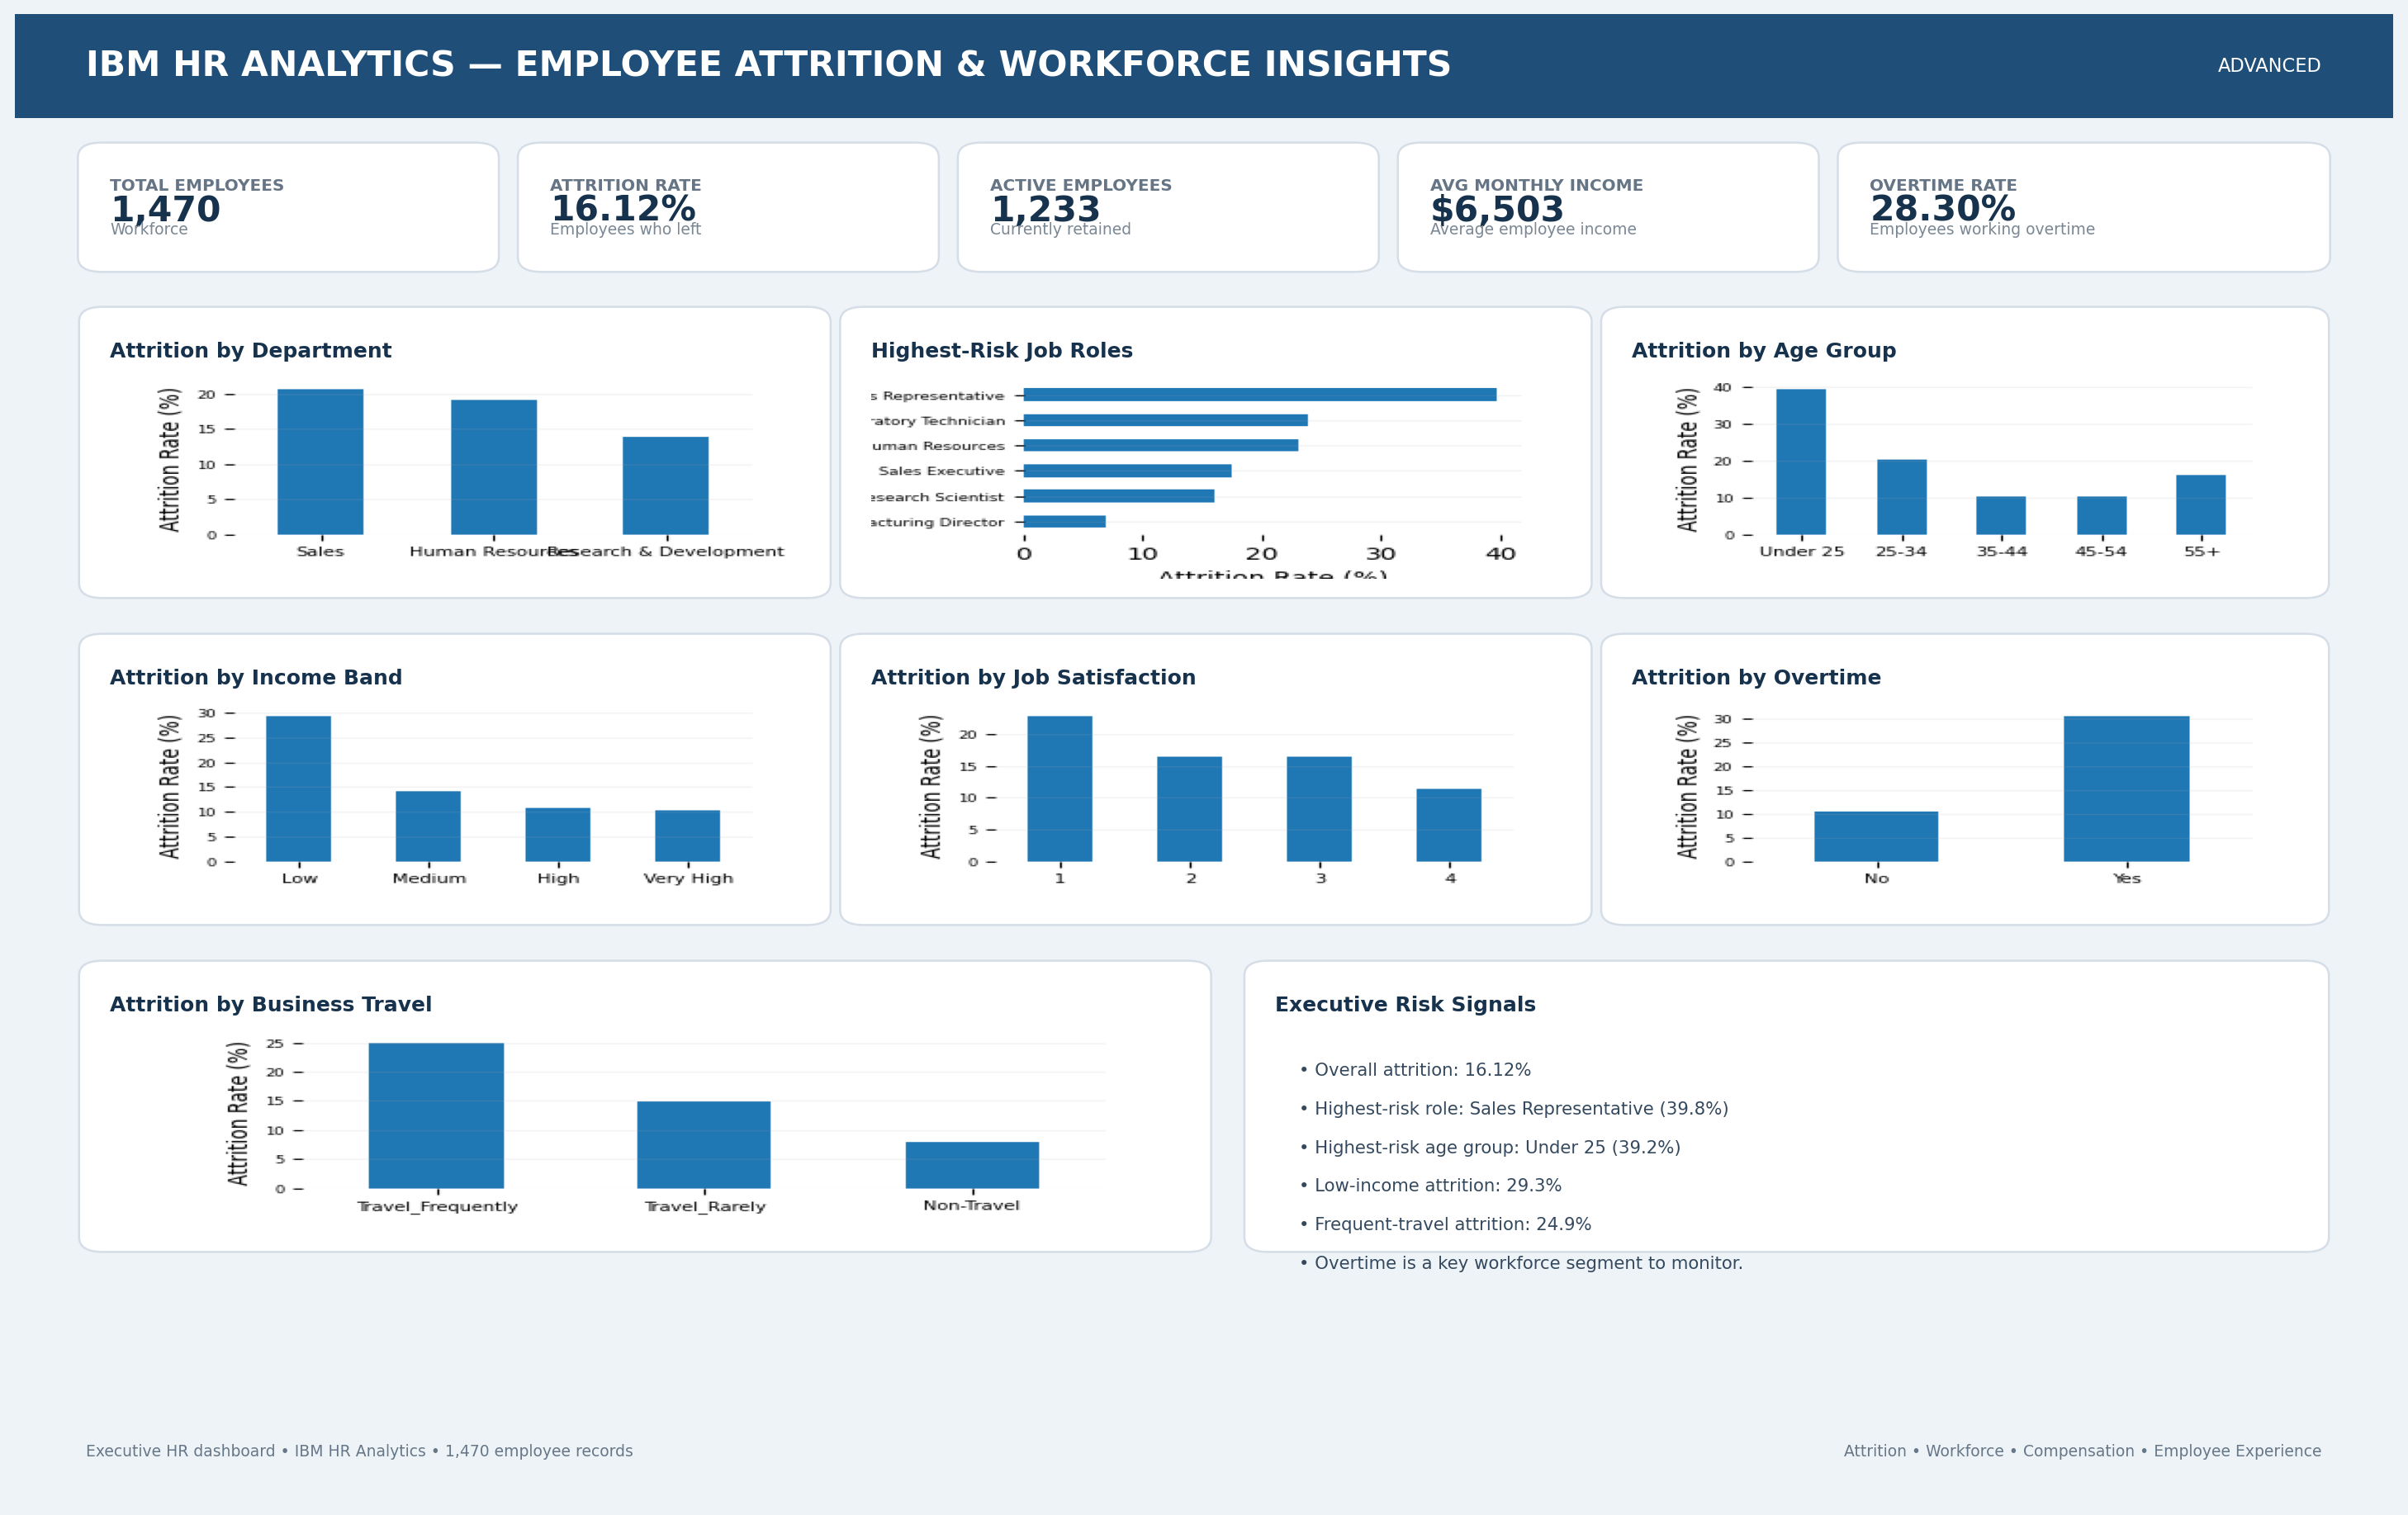 IBM HR ANALYTICS — EMPLOYEE ATTRITION & WORKFORCE INSIGHTS
ADVANCED
TOTAL EMPLOYEES
1,470
Workforce
ATTRITION RATE
16.12%
Employees who left
ACTIVE EMPLOYEES
1,233
Currently retained
AVG MONTHLY INCOME
$6,503
Average employee income
OVERTIME RATE
28.30%
Employees working overtime
Attrition by Department
Attrition Rate (%)
20
15
10
5
0
Sales
Human Resources
Research & Development
Highest-Risk Job Roles
s Representative
ratory Technician
uman Resources
Sales Executive
esearch Scientist
acturing Director
0 10 20 30 40
Attrition Rate (%)
Attrition by Age Group
Attrition Rate (%)
40
30
20
10
0
Under 25 25-34 35-44 45-54 55+
Attrition by Income Band
Attrition Rate (%)
30
25
20
15
10
5
0
Low Medium High Very High
Attrition by Job Satisfaction
Attrition Rate (%)
20
15
10
5
0
1 2 3 4
Attrition by Overtime
Attrition Rate (%)
30
25
20
15
10
5
0
No Yes
Attrition by Business Travel
Attrition Rate (%)
25
20
15
10
5
0
Travel_Frequently Travel_Rarely Non-Travel
Executive Risk Signals
• Overall attrition: 16.12%
• Highest-risk role: Sales Representative (39.8%)
• Highest-risk age group: Under 25 (39.2%)
• Low-income attrition: 29.3%
• Frequent-travel attrition: 24.9%
• Overtime is a key workforce segment to monitor.
Executive HR dashboard • IBM HR Analytics • 1,470 employee records
Attrition • Workforce • Compensation • Employee Experience